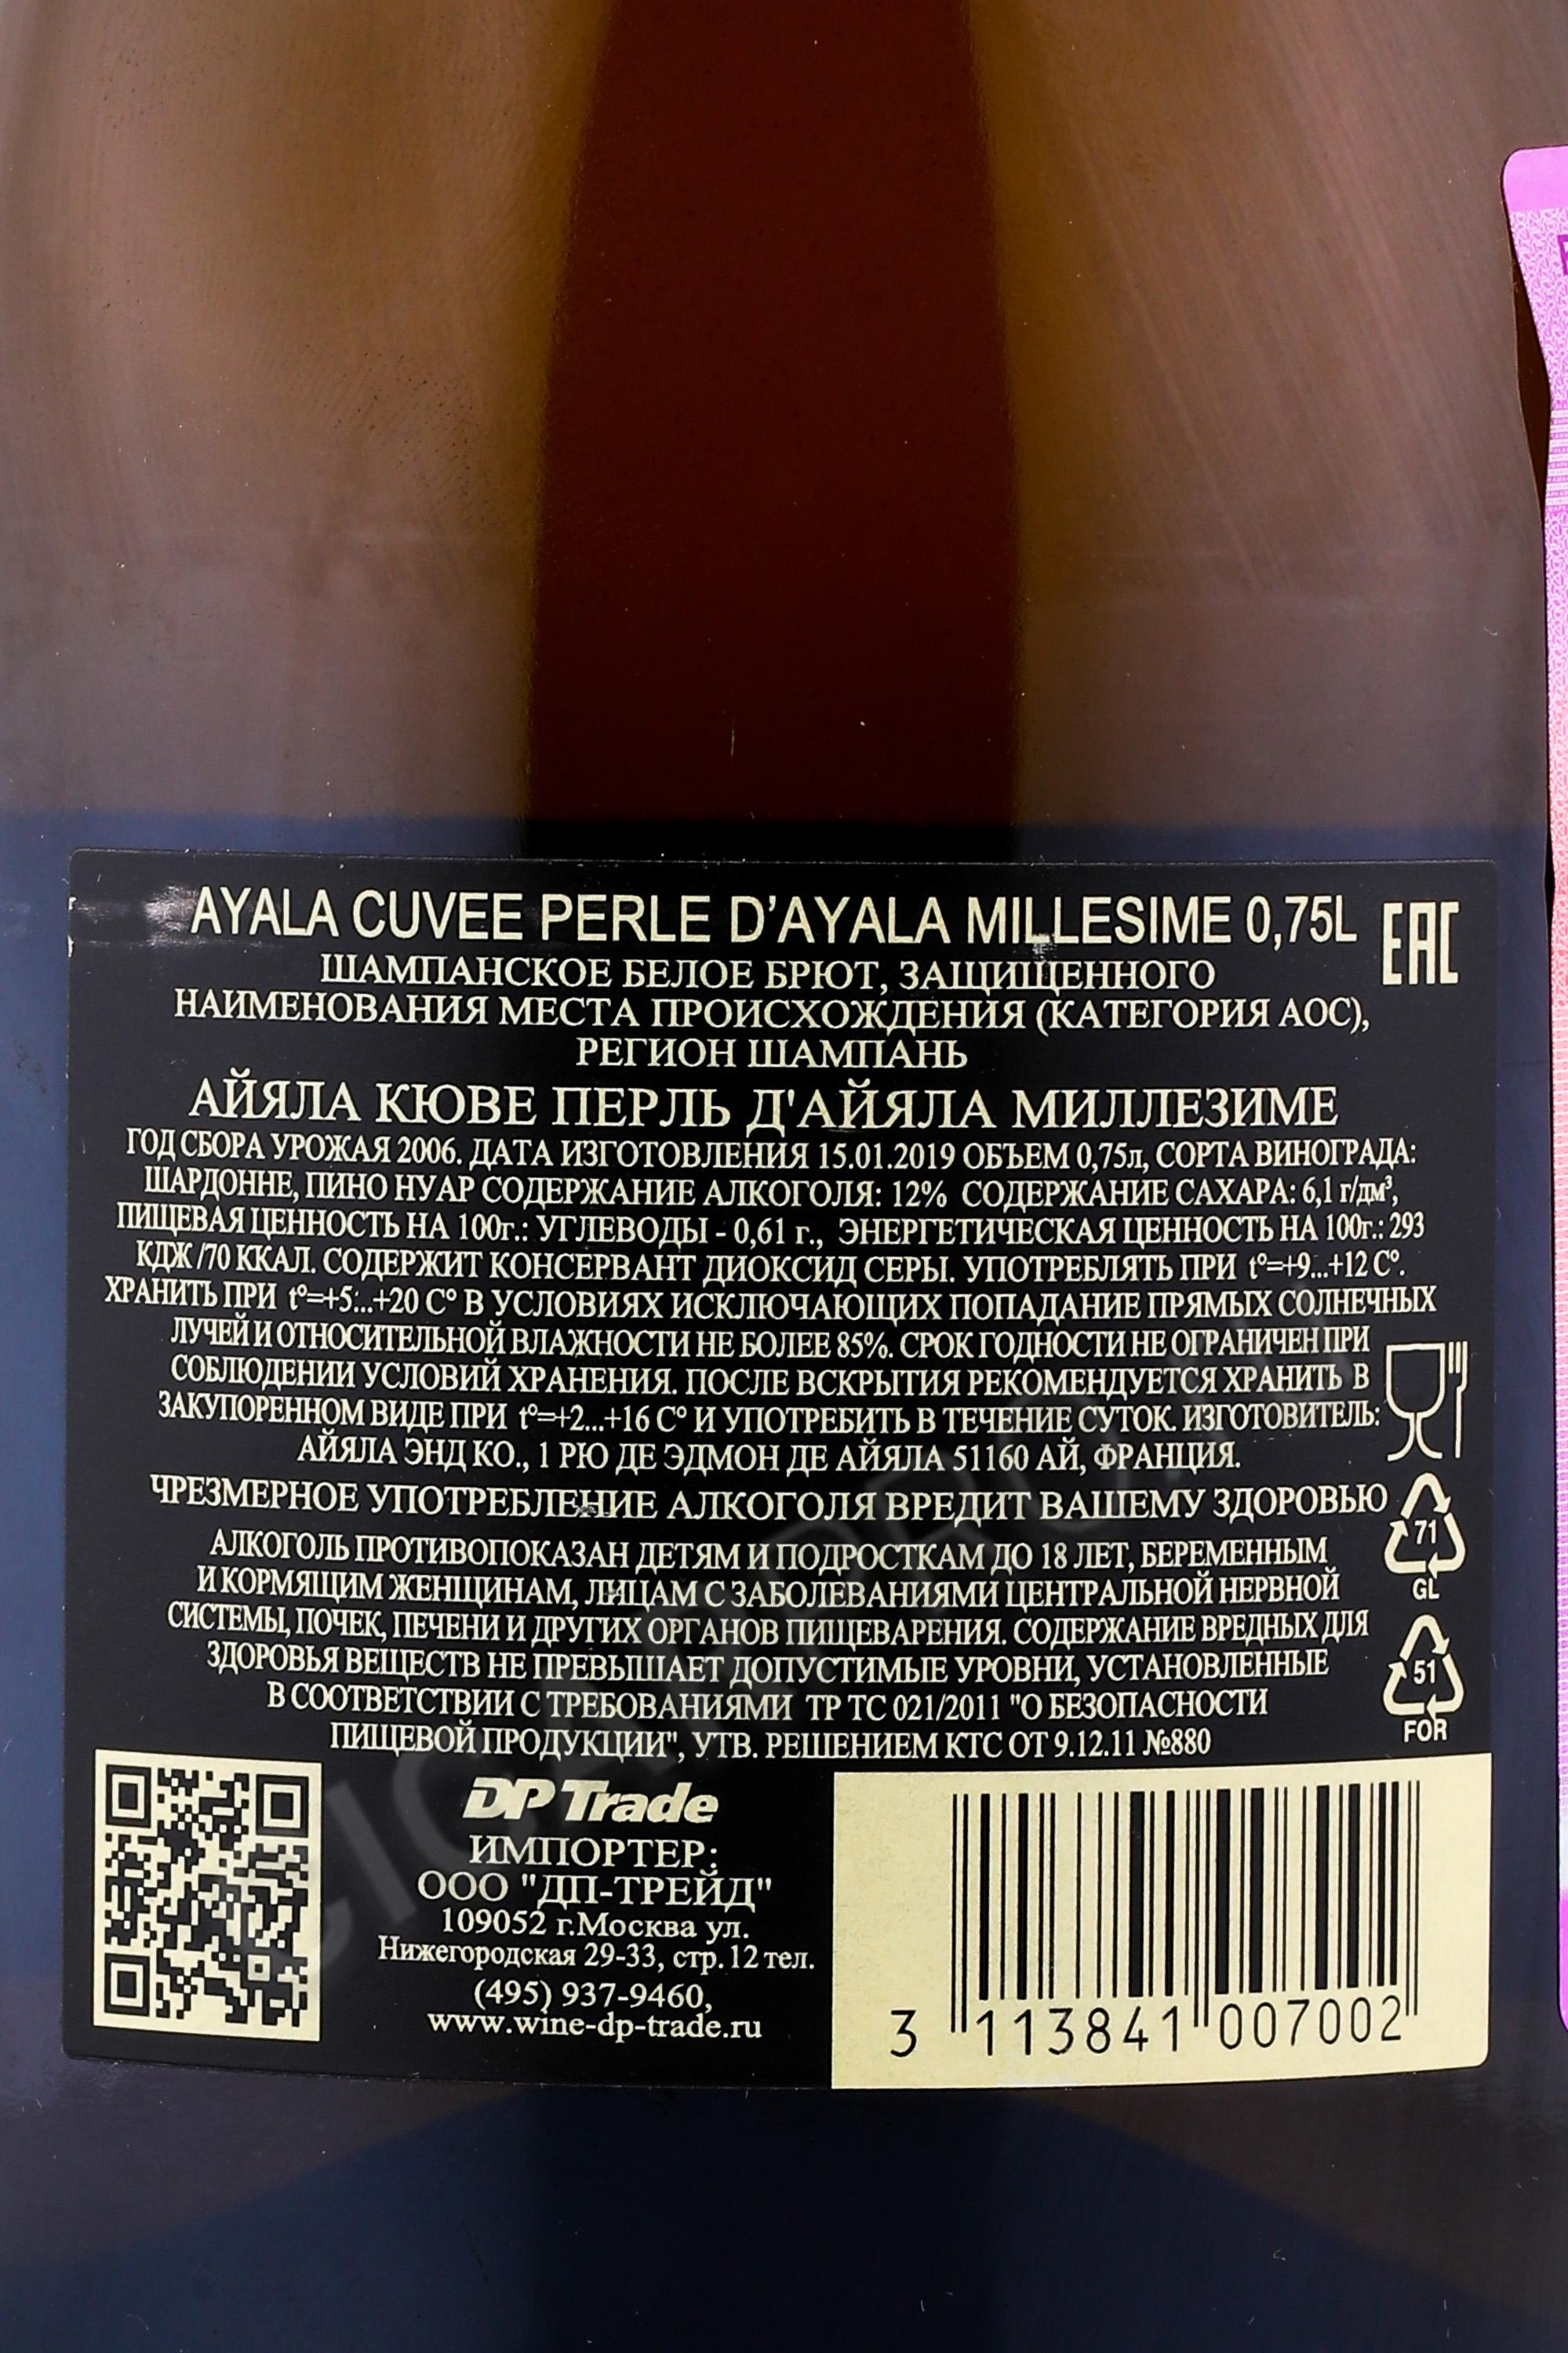 AYALA CUVEE PERLE D'AYALA MILLESIME 0,75L
EAC
ШАМПАНСКОЕ БЕЛОЕ БРЮТ, ЗАЩИЩЕННОГО
НАИМЕНОВАНИЯ МЕСТА ПРОИСХОЖДЕНИЯ (КАТЕГОРИЯ АОС),
РЕГИОН ШАМПАНЬ
АЙЯЛА КЮВЕ ПЕРЛЬ Д'АЙЯЛА МИЛЛЕЗИМЕ
ГОД СБОРА УРОЖАЯ 2006. ДАТА ИЗГОТОВЛЕНИЯ 15.01.2019 ОБЪЕМ 0,75л, СОРТА ВИНОГРАДА:
ШАРДОННЕ, ПИНО НУАР СОДЕРЖАНИЕ АЛКОГОЛЯ: 12% СОДЕРЖАНИЕ САХАРА: 6,1 г/дм³,
ПИЩЕВАЯ ЦЕННОСТЬ НА 100г.: УГЛЕВОДЫ - 0,61 г., ЭНЕРГЕТИЧЕСКАЯ ЦЕННОСТЬ НА 100г.: 293
КДЖ /70 ККАЛ. СОДЕРЖИТ КОНСЕРВАНТ ДИОКСИД СЕРЫ. УПОТРЕБЛЯТЬ ПРИ t°=+9...+12 С°.
ХРАНИТЬ ПРИ t°=+5...+20 С° В УСЛОВИЯХ ИСКЛЮЧАЮЩИХ ПОПАДАНИЕ ПРЯМЫХ СОЛНЕЧНЫХ
ЛУЧЕЙ И ОТНОСИТЕЛЬНОЙ ВЛАЖНОСТИ НЕ БОЛЕЕ 85%. СРОК ГОДНОСТИ НЕ ОГРАНИЧЕН ПРИ
СОБЛЮДЕНИИ УСЛОВИЙ ХРАНЕНИЯ. ПОСЛЕ ВСКРЫТИЯ РЕКОМЕНДУЕТСЯ ХРАНИТЬ В
ЗАКУПОРЕННОМ ВИДЕ ПРИ t°=+2...+16 С° И УПОТРЕБИТЬ В ТЕЧЕНИЕ СУТОК. ИЗГОТОВИТЕЛЬ:
АЙЯЛА ЭНД КО., 1 РЮ ДЕ ЭДМОН ДЕ АЙЯЛА 51160 АЙ, ФРАНЦИЯ.
ЧРЕЗМЕРНОЕ УПОТРЕБЛЕНИЕ АЛКОГОЛЯ ВРЕДИТ ВАШЕМУ ЗДОРОВЬЮ
АЛКОГОЛЬ ПРОТИВОПОКАЗАН ДЕТЯМ И ПОДРОСТКАМ ДО 18 ЛЕТ, БЕРЕМЕННЫМ
И КОРМЯЩИМ ЖЕНЩИНАМ, ЛИЦАМ С ЗАБОЛЕВАНИЯМИ ЦЕНТРАЛЬНОЙ НЕРВНОЙ
СИСТЕМЫ, ПОЧЕК, ПЕЧЕНИ И ДРУГИХ ОРГАНОВ ПИЩЕВАРЕНИЯ. СОДЕРЖАНИЕ ВРЕДНЫХ ДЛЯ
ЗДОРОВЬЯ ВЕЩЕСТВ НЕ ПРЕВЫШАЕТ ДОПУСТИМЫЕ УРОВНИ, УСТАНОВЛЕННЫЕ
В СООТВЕТСТВИИ С ТРЕБОВАНИЯМИ ТР ТС 021/2011 "О БЕЗОПАСНОСТИ
ПИЩЕВОЙ ПРОДУКЦИИ", УТВ. РЕШЕНИЕМ КТС ОТ 9.12.11 №880
71
GL
51
FOR
DP Trade
ИМПОРТЕР:
ООО "ДП-ТРЕЙД"
109052 г.Москва ул.
Нижегородская 29-33, стр. 12 тел.
(495) 937-9460,
www.wine-dp-trade.ru
3 113841 007002